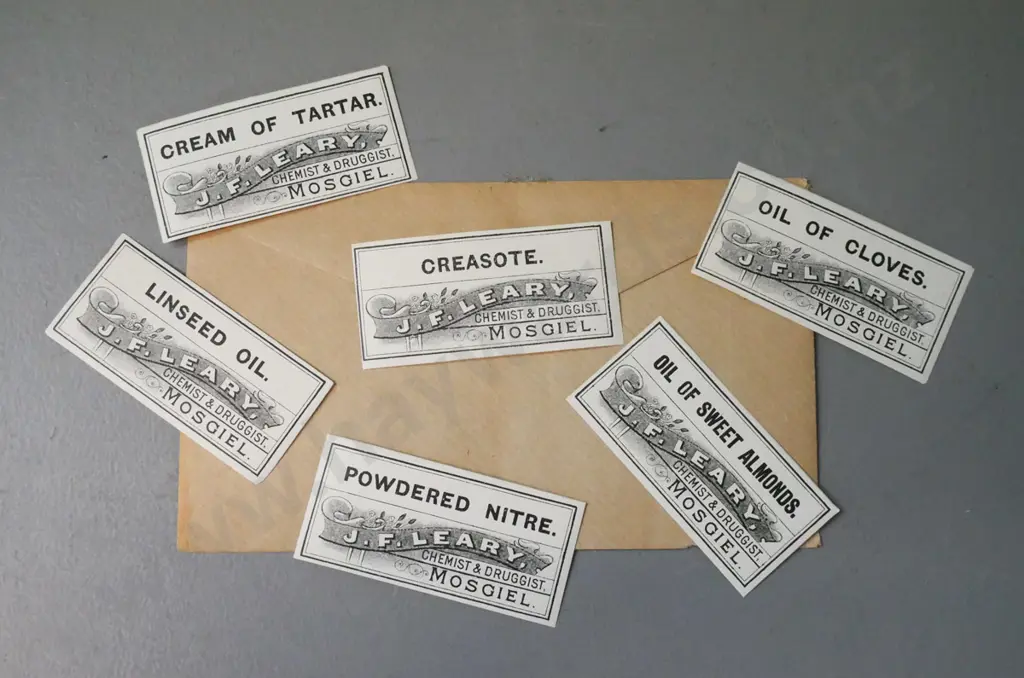 CREAM OF TARTAR.
J. F. LEARY,
CHEMIST & DRUGGIST.
MOSGIEL.
OIL OF CLOVES.
J. F. LEARY,
CHEMIST & DRUGGIST.
MOSGIEL.
CREASOTE.
J. F. LEARY,
CHEMIST & DRUGGIST.
MOSGIEL.
LINSEED OIL.
J. F. LEARY,
CHEMIST & DRUGGIST.
MOSGIEL.
OIL OF SWEET ALMONDS.
J. F. LEARY,
CHEMIST & DRUGGIST.
MOSGIEL.
POWDERED NITRE.
J. F. LEARY,
CHEMIST & DRUGGIST.
MOSGIEL.